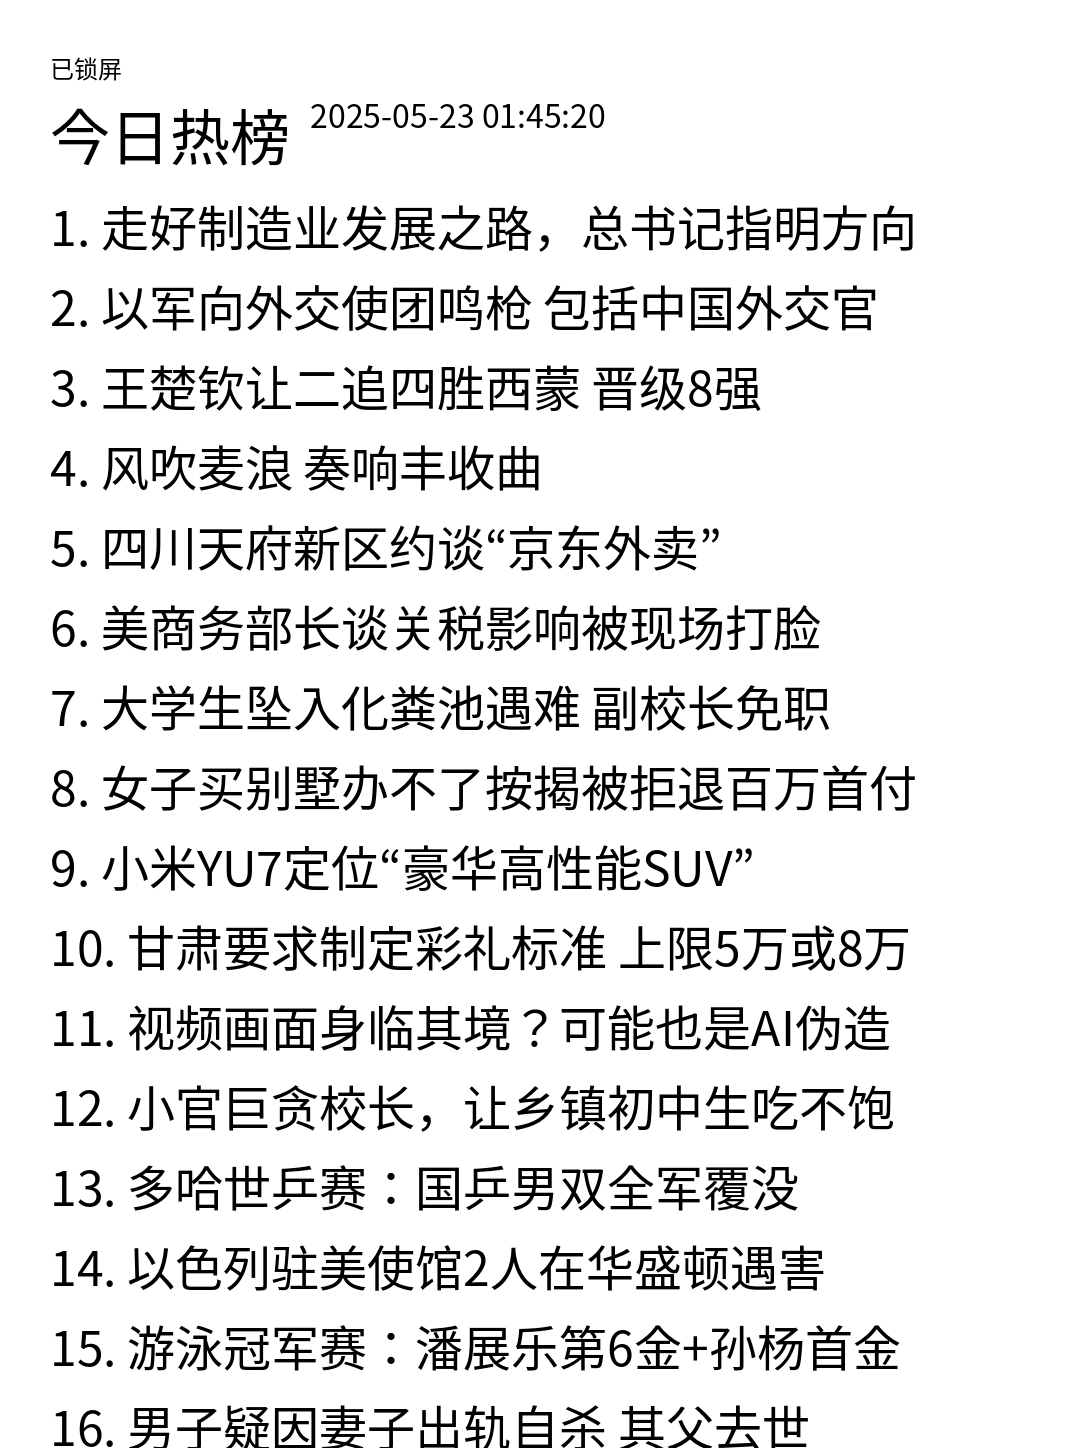 已锁屏
今日热榜 2025-05-23 01:45:20
1. 走好制造业发展之路，总书记指明方向
2. 以军向外交使团鸣枪 包括中国外交官
3. 王楚钦让二追四胜西蒙 晋级8强
4. 风吹麦浪 奏响丰收曲
5. 四川天府新区约谈“京东外卖”
6. 美商务部长谈关税影响被现场打脸
7. 大学生坠入化粪池遇难 副校长免职
8. 女子买别墅办不了按揭被拒退百万首付
9. 小米YU7定位“豪华高性能SUV”
10. 甘肃要求制定彩礼标准 上限5万或8万
11. 视频画面身临其境？可能也是AI伪造
12. 小官巨贪校长，让乡镇初中生吃不饱
13. 多哈世乒赛：国乒男双全军覆没
14. 以色列驻美使馆2人在华盛顿遇害
15. 游泳冠军赛：潘展乐第6金+孙杨首金
16. 男子疑因妻子出轨自杀 其父去世